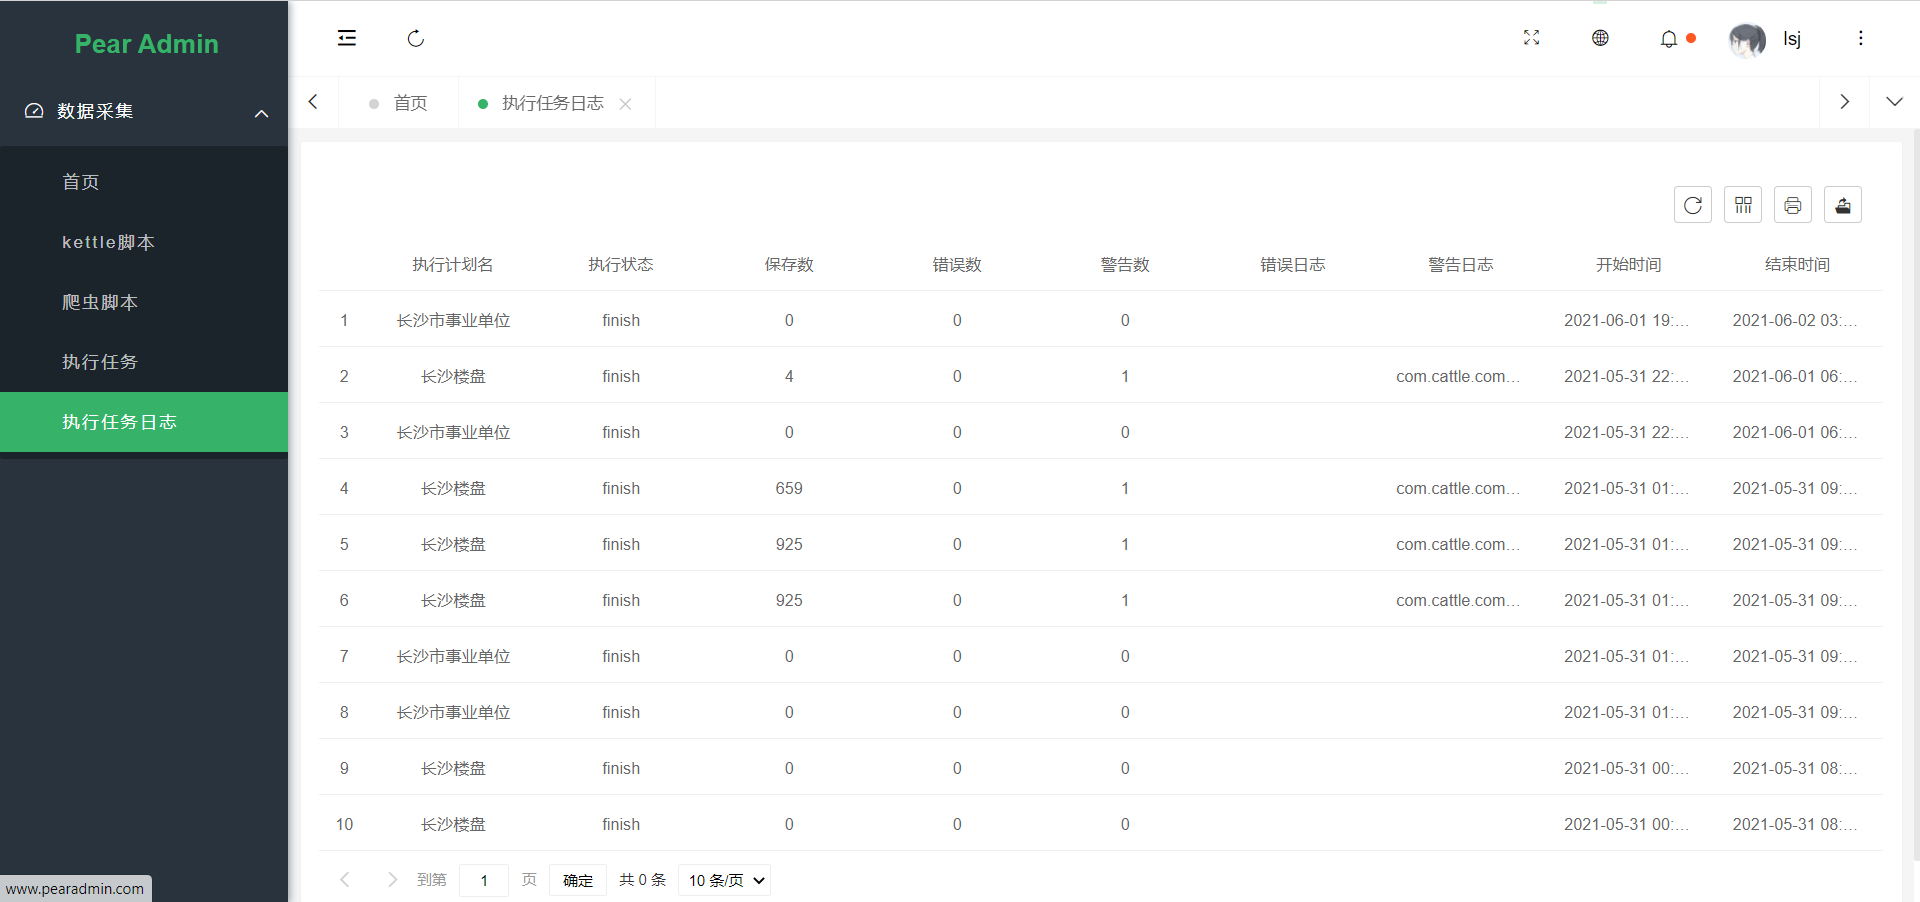 Pear Admin
lsj
数据采集
首页
kettle脚本
爬虫脚本
执行任务
执行任务日志
首页 执行任务日志
执行计划名 执行状态 保存数 错误数 警告数 错误日志 警告日志 开始时间 结束时间
1 长沙市事业单位 finish 0 0 0 2021-06-01 19:... 2021-06-02 03:...
2 长沙楼盘 finish 4 0 1 com.cattle.com... 2021-05-31 22:... 2021-06-01 06:...
3 长沙市事业单位 finish 0 0 0 2021-05-31 22:... 2021-06-01 06:...
4 长沙楼盘 finish 659 0 1 com.cattle.com... 2021-05-31 01:... 2021-05-31 09:...
5 长沙楼盘 finish 925 0 1 com.cattle.com... 2021-05-31 01:... 2021-05-31 09:...
6 长沙楼盘 finish 925 0 1 com.cattle.com... 2021-05-31 01:... 2021-05-31 09:...
7 长沙市事业单位 finish 0 0 0 2021-05-31 01:... 2021-05-31 09:...
8 长沙市事业单位 finish 0 0 0 2021-05-31 01:... 2021-05-31 09:...
9 长沙楼盘 finish 0 0 0 2021-05-31 00:... 2021-05-31 08:...
10 长沙楼盘 finish 0 0 0 2021-05-31 00:... 2021-05-31 08:...
到第 1 页 确定 共 0 条 10 条/页
www.pearadmin.com